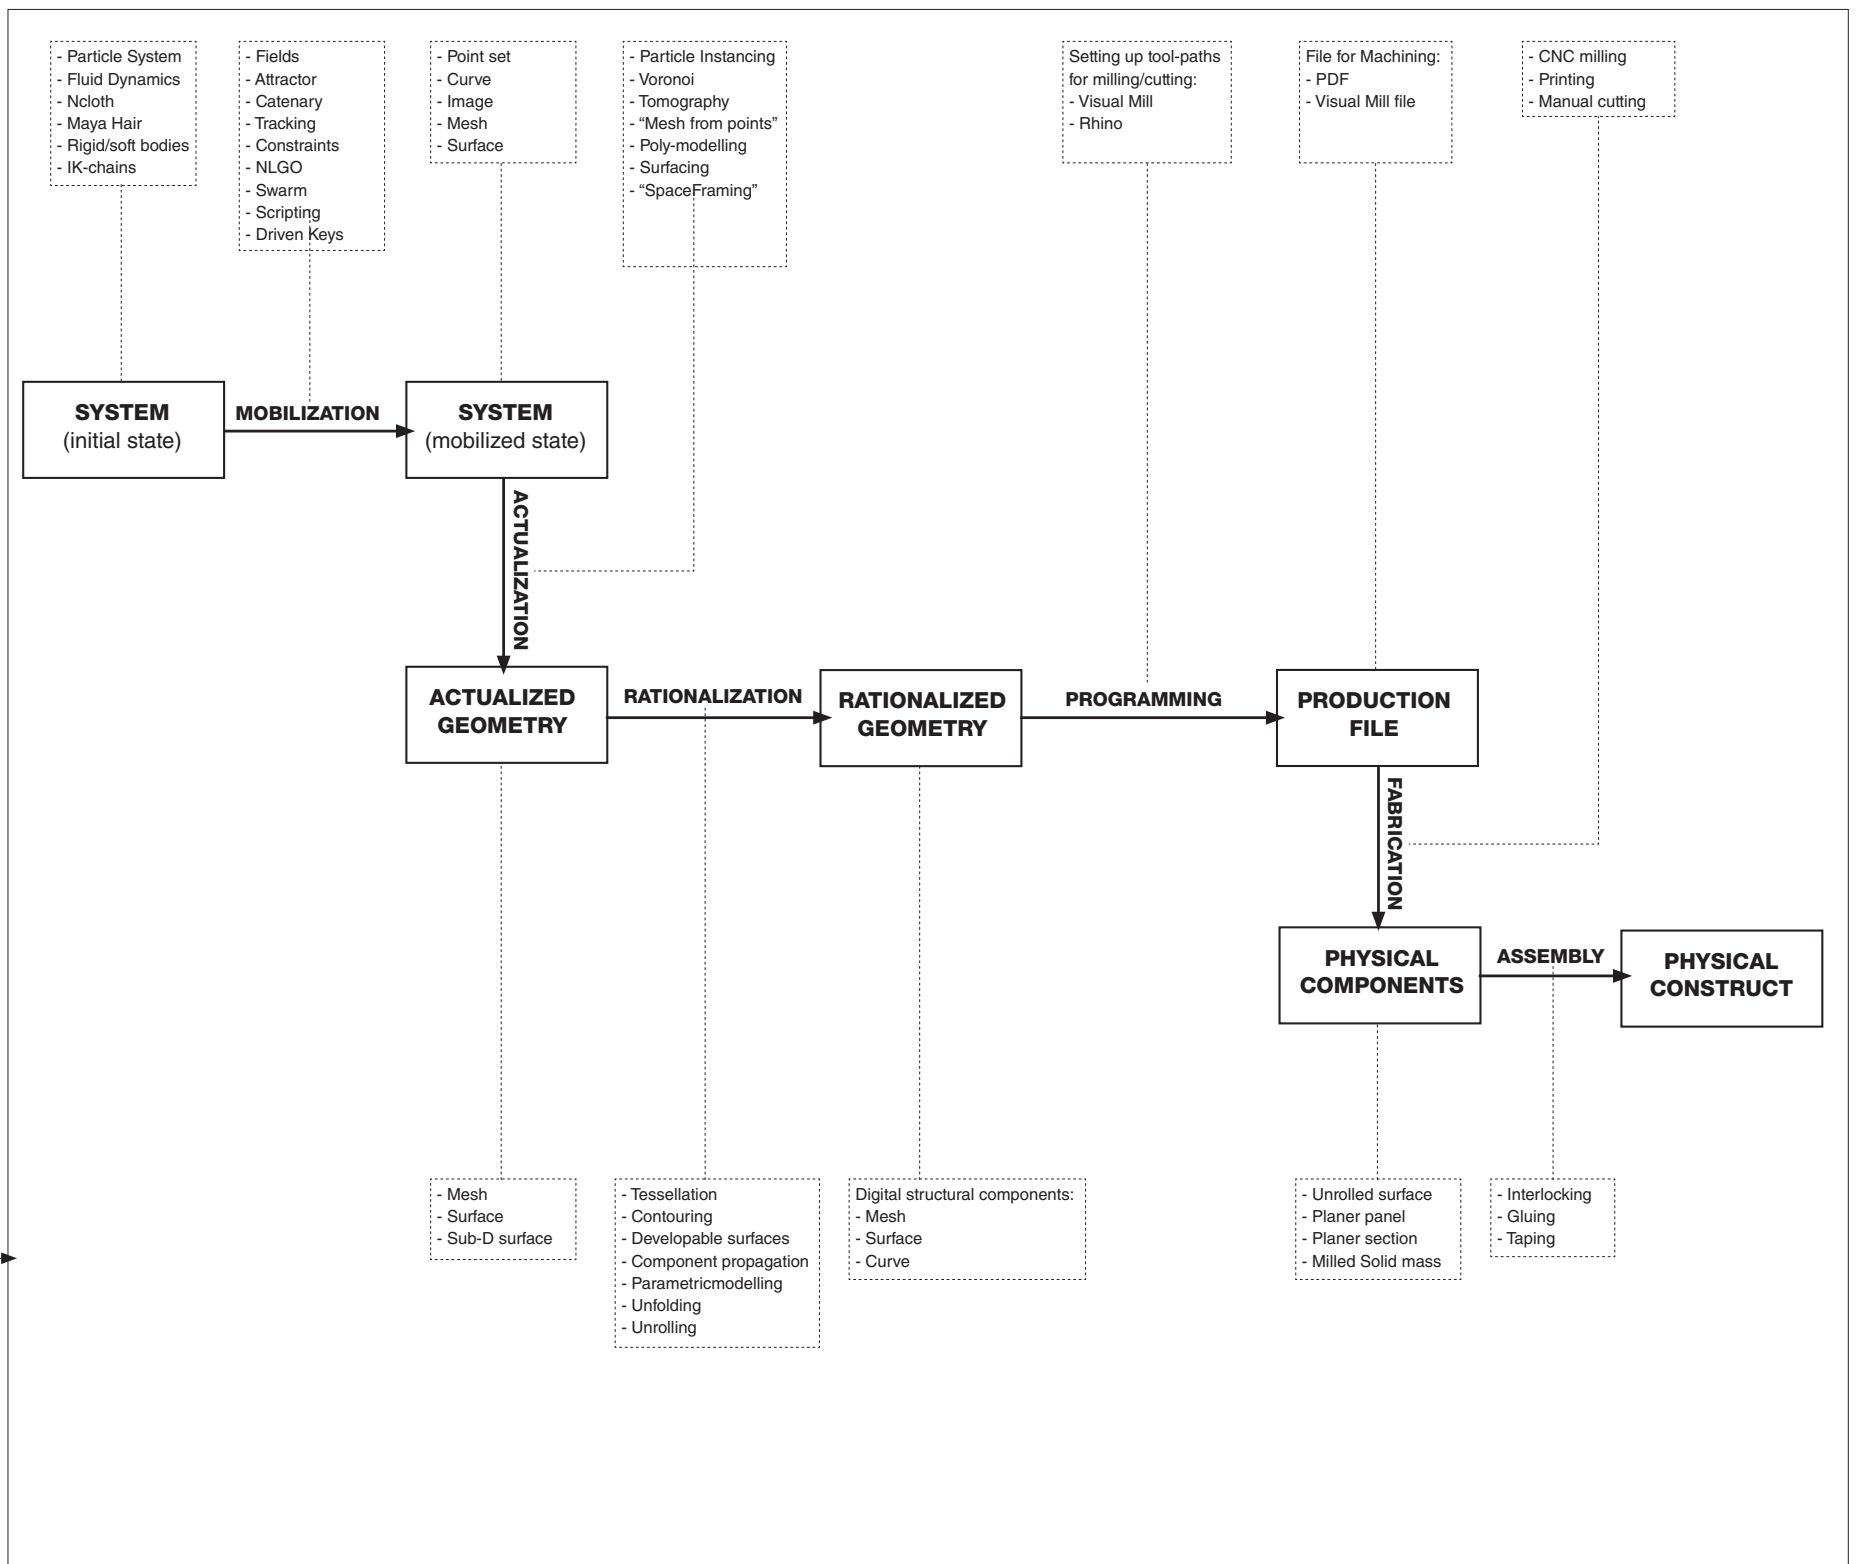 - Particle System
- Fluid Dynamics
- Ncloth
- Maya Hair
- Rigid/soft bodies
- IK-chains
- Fields
- Attractor
- Catenary
- Tracking
- Constraints
- NLGO
- Swarm
- Scripting
- Driven Keys
- Point set
- Curve
- Image
- Mesh
- Surface
- Particle Instancing
- Voronoi
- Tomography
- “Mesh from points”
- Poly-modelling
- Surfacing
- “SpaceFraming”
Setting up tool-paths
for milling/cutting:
- Visual Mill
- Rhino
File for Machining:
- PDF
- Visual Mill file
- CNC milling
- Printing
- Manual cutting
SYSTEM
(initial state)
MOBILIZATION
SYSTEM
(mobilized state)
ACTUALIZATION
ACTUALIZED
GEOMETRY
RATIONALIZATION
RATIONALIZED
GEOMETRY
PROGRAMMING
PRODUCTION
FILE
FABRICATION
PHYSICAL
COMPONENTS
ASSEMBLY
PHYSICAL
CONSTRUCT
- Mesh
- Surface
- Sub-D surface
- Tessellation
- Contouring
- Developable surfaces
- Component propagation
- Parametricmodelling
- Unfolding
- Unrolling
Digital structural components:
- Mesh
- Surface
- Curve
- Unrolled surface
- Planer panel
- Planer section
- Milled Solid mass
- Interlocking
- Gluing
- Taping